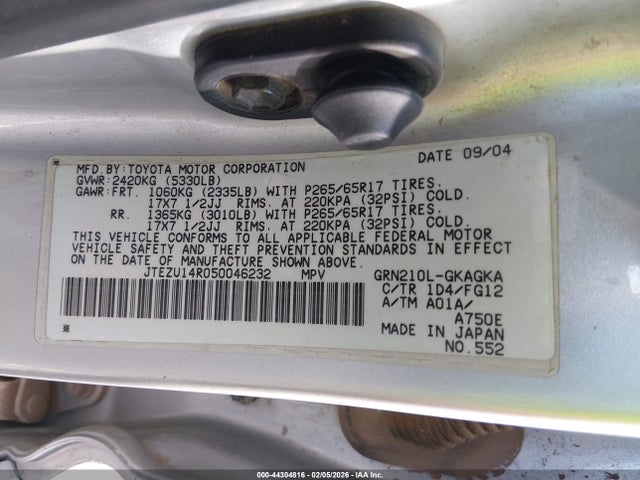 MFD.BY:TOYOTA MOTOR CORPORATION DATE 09/04
GVWR:2420KG (5330LB)
GAWR:FRT. 1060KG (2335LB) WITH P265/65R17 TIRES.
17X7 1/2JJ RIMS. AT 220KPA (32PSI) COLD.
RR. 1365KG (3010LB) WITH P265/65R17 TIRES.
17X7 1/2JJ RIMS. AT 220KPA (32PSI) COLD.
THIS VEHICLE CONFORMS TO ALL APPLICABLE FEDERAL MOTOR
VEHICLE SAFETY AND THEFT PREVENTION STANDARDS IN EFFECT
ON THE DATE OF MANUFACTURE SHOWN ABOVE.
JTEZU14R050046232 MPV GRN210L-GKAGKA
C/TR 1D4/FG12
A/TM A01A/
A750E
MADE IN JAPAN
NO.552
000-44304816 - 02/05/2026 - IAA Inc.